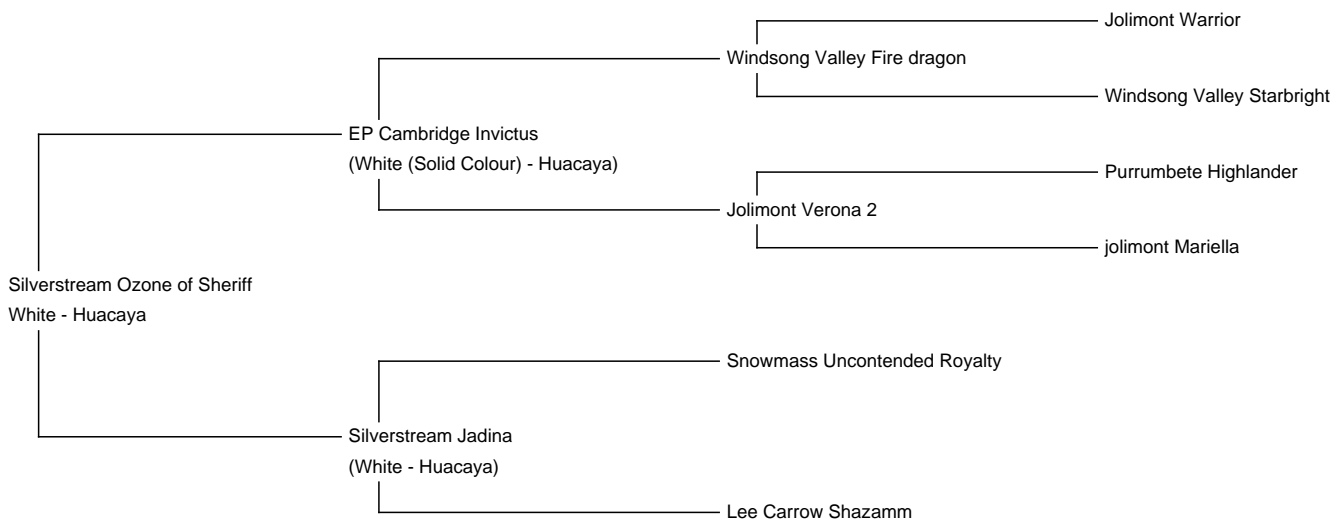 Jolimont Warrior
Windsong Valley Fire dragon
Windsong Valley Starbright
EP Cambridge Invictus
(White (Solid Colour) - Huacaya)
Purrumbete Highlander
Jolimont Verona 2
jolimont Mariella
Silverstream Ozone of Sheriff
White - Huacaya
Snowmass Uncontended Royalty
Silverstream Jadina
(White - Huacaya)
Lee Carrow Shazamm